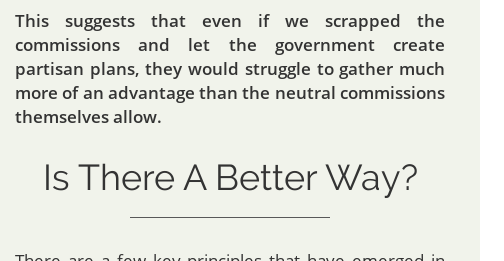 This suggests that even if we scrapped the
commissions and let the government create
partisan plans, they would struggle to gather much
more of an advantage than the neutral commissions
themselves allow.
Is There A Better Way?
There are a few key principles that have emerged in